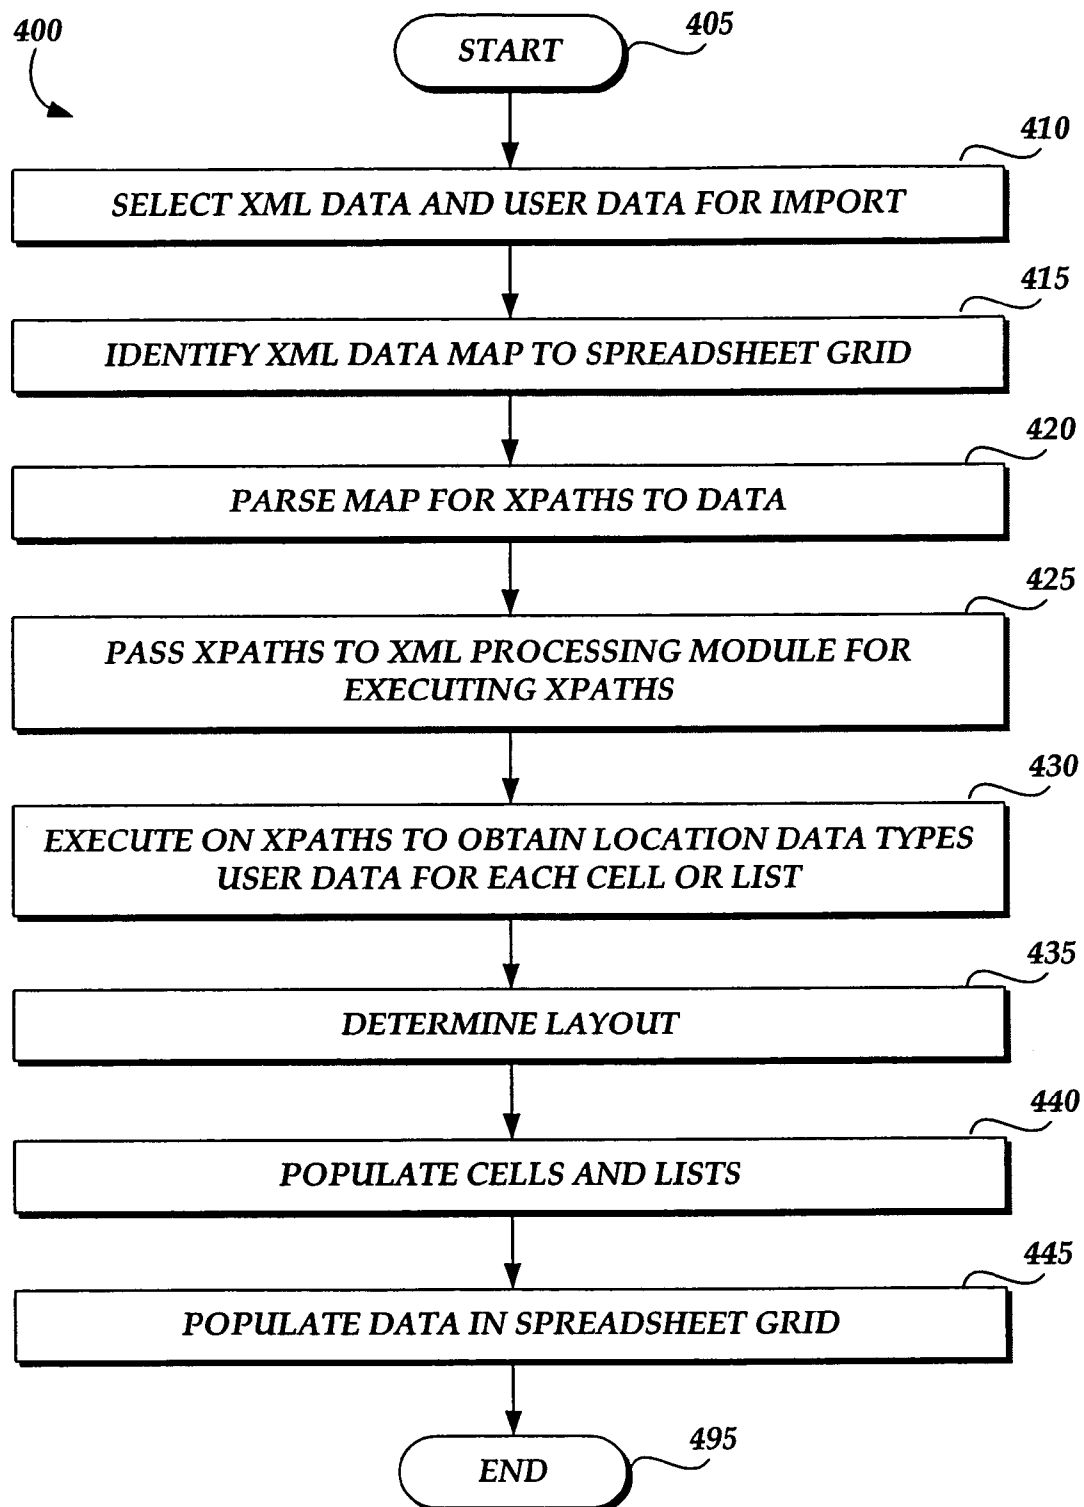 400
START
405
410
SELECT XML DATA AND USER DATA FOR IMPORT
415
IDENTIFY XML DATA MAP TO SPREADSHEET GRID
420
PARSE MAP FOR XPATHS TO DATA
425
PASS XPATHS TO XML PROCESSING MODULE FOR
EXECUTING XPATHS
430
EXECUTE ON XPATHS TO OBTAIN LOCATION DATA TYPES
USER DATA FOR EACH CELL OR LIST
435
DETERMINE LAYOUT
440
POPULATE CELLS AND LISTS
445
POPULATE DATA IN SPREADSHEET GRID
END
495